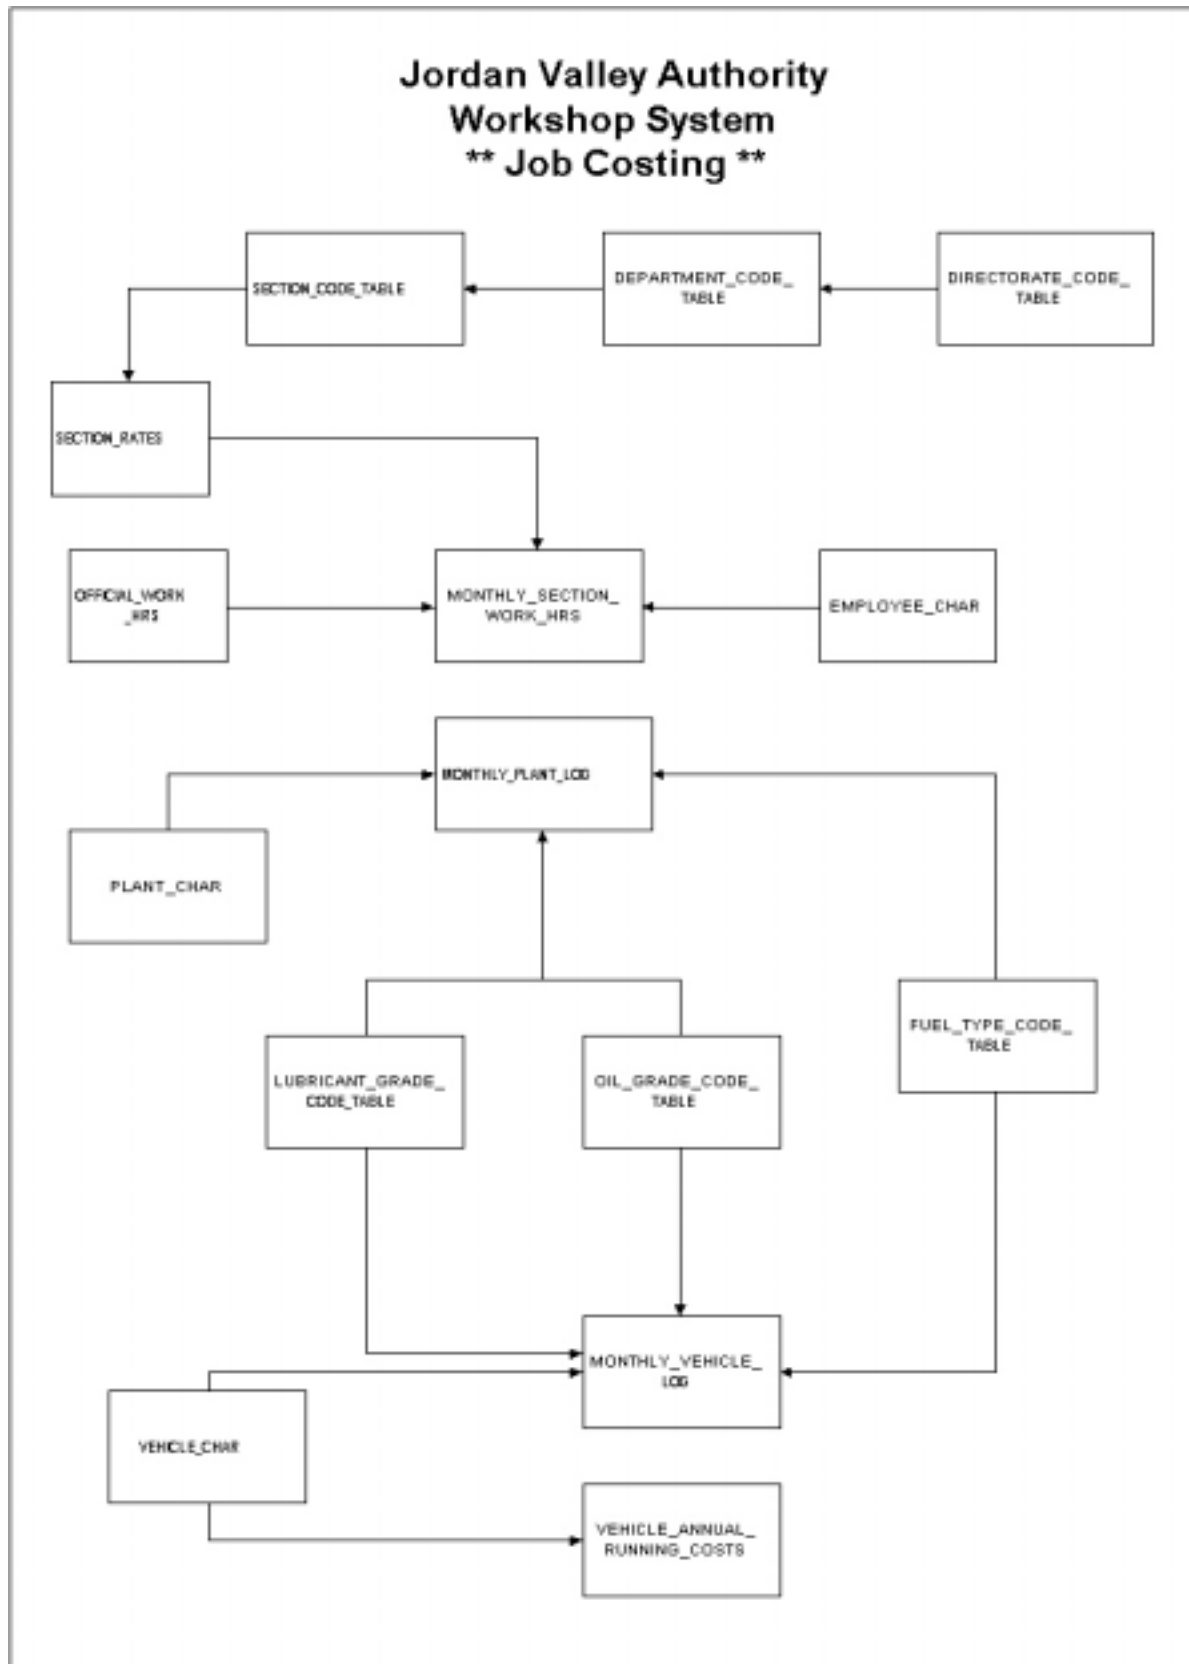 Jordan Valley Authority
Workshop System
** Job Costing **
SECTION_CODE_TABLE
DEPARTMENT_CODE_
TABLE
DIRECTORATE_CODE_
TABLE
SECTION_RATES
OFFICIAL_WORK
_HRS
MONTHLY_SECTION_
WORK_HRS
EMPLOYEE_CHAR
MONTHLY_PLANT_LOG
PLANT_CHAR
FUEL_TYPE_CODE_
TABLE
LUBRICANT_GRADE_
CODE_TABLE
OIL_GRADE_CODE_
TABLE
MONTHLY_VEHICLE_
LOG
VEHICLE_CHAR
VEHICLE_ANNUAL_
RUNNING_COSTS